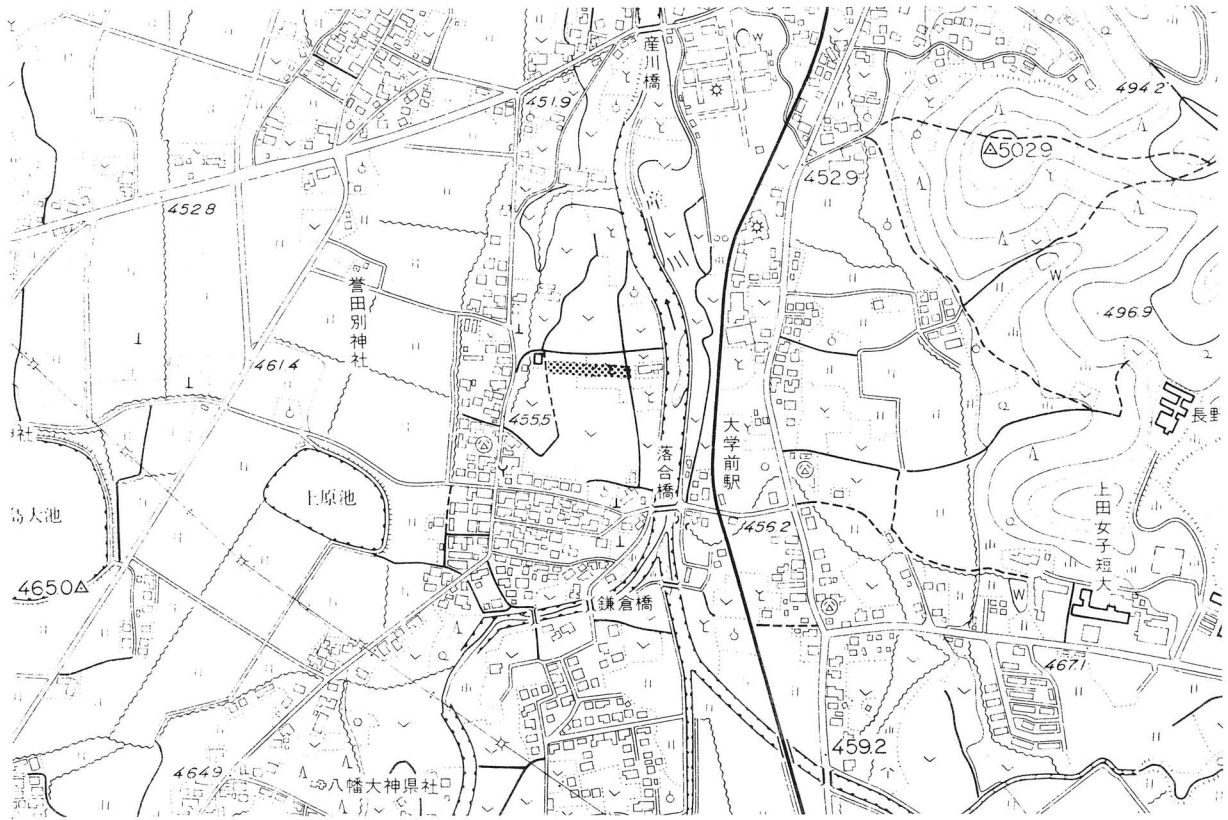 産川橋
W
451.9
494.2
502.9
452.9
452.8
誉田別神社
W
496.9
461.4
455.5
大学前駅
落合橋
長野
上原池
島大池
456.2
上田女子短大
465.0
W
鎌倉橋
467.1
459.2
464.9
八幡大神県社